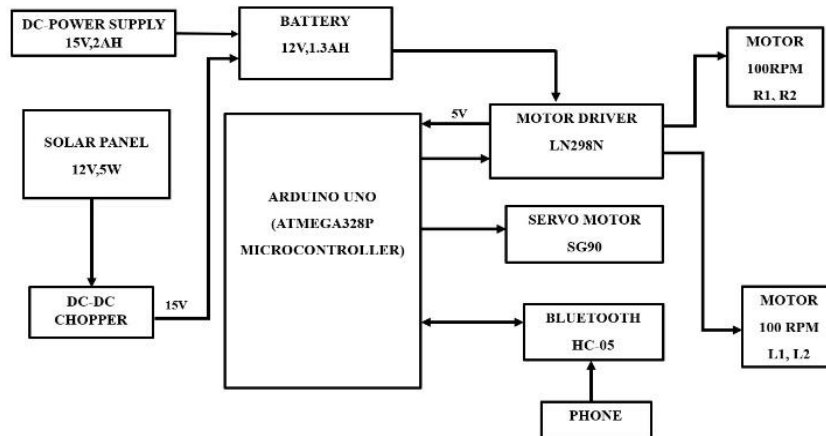 DC-POWER SUPPLY
15V,2AH
BATTERY
12V,1.3AH
MOTOR
100RPM
R1, R2
SOLAR PANEL
12V,5W
5V
MOTOR DRIVER
LN298N
ARDUINO UNO
(ATMEGA328P
MICROCONTROLLER)
SERVO MOTOR
SG90
DC-DC
CHOPPER
15V
BLUETOOTH
HC-05
MOTOR
100 RPM
L1, L2
PHONE